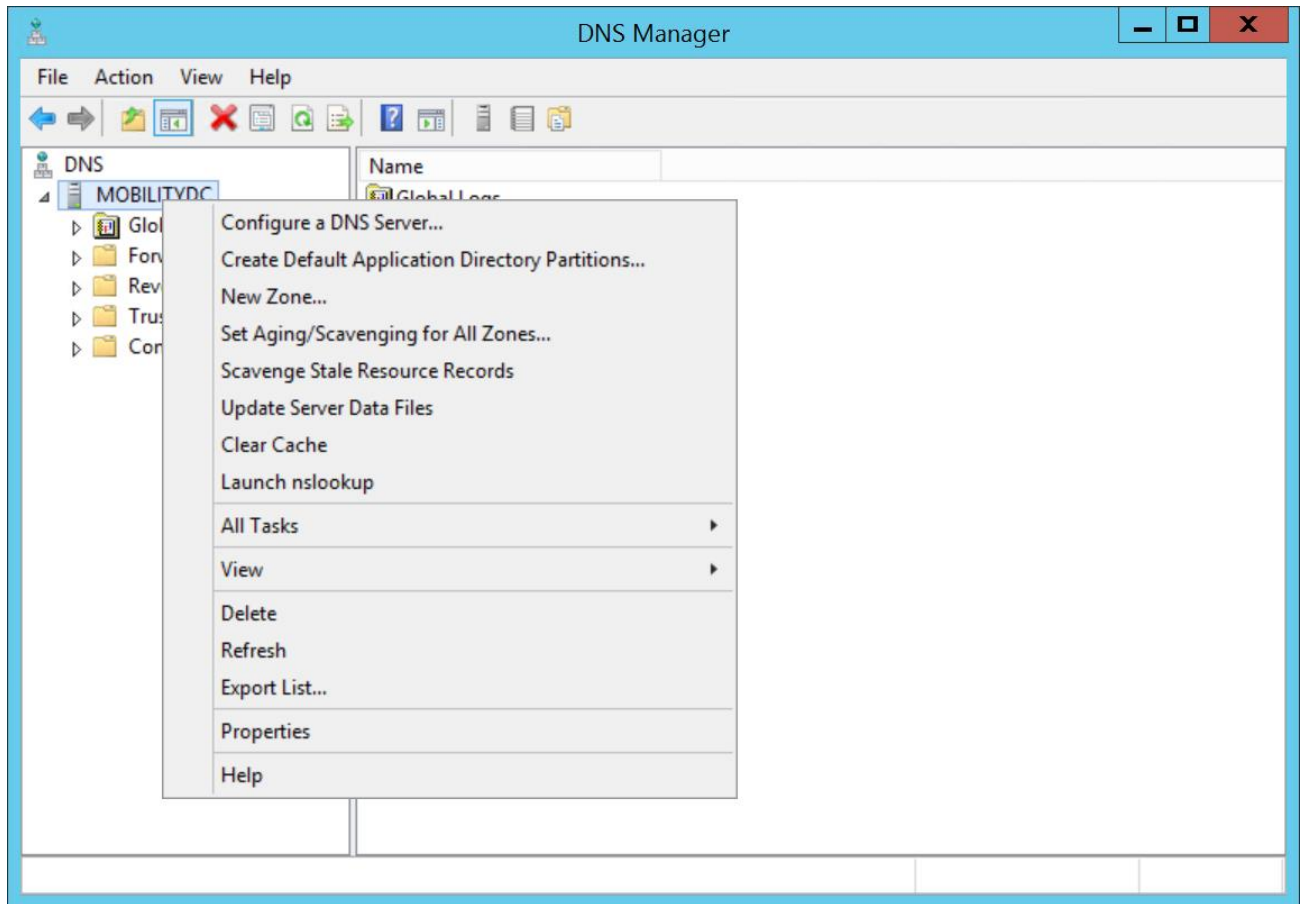 DNS Manager
File Action View Help
DNS
Name
MOBILITYDC
Global Logs
Configure a DNS Server...
Create Default Application Directory Partitions...
New Zone...
Set Aging/Scavenging for All Zones...
Scavenge Stale Resource Records
Update Server Data Files
Clear Cache
Launch nslookup
All Tasks
View
Delete
Refresh
Export List...
Properties
Help